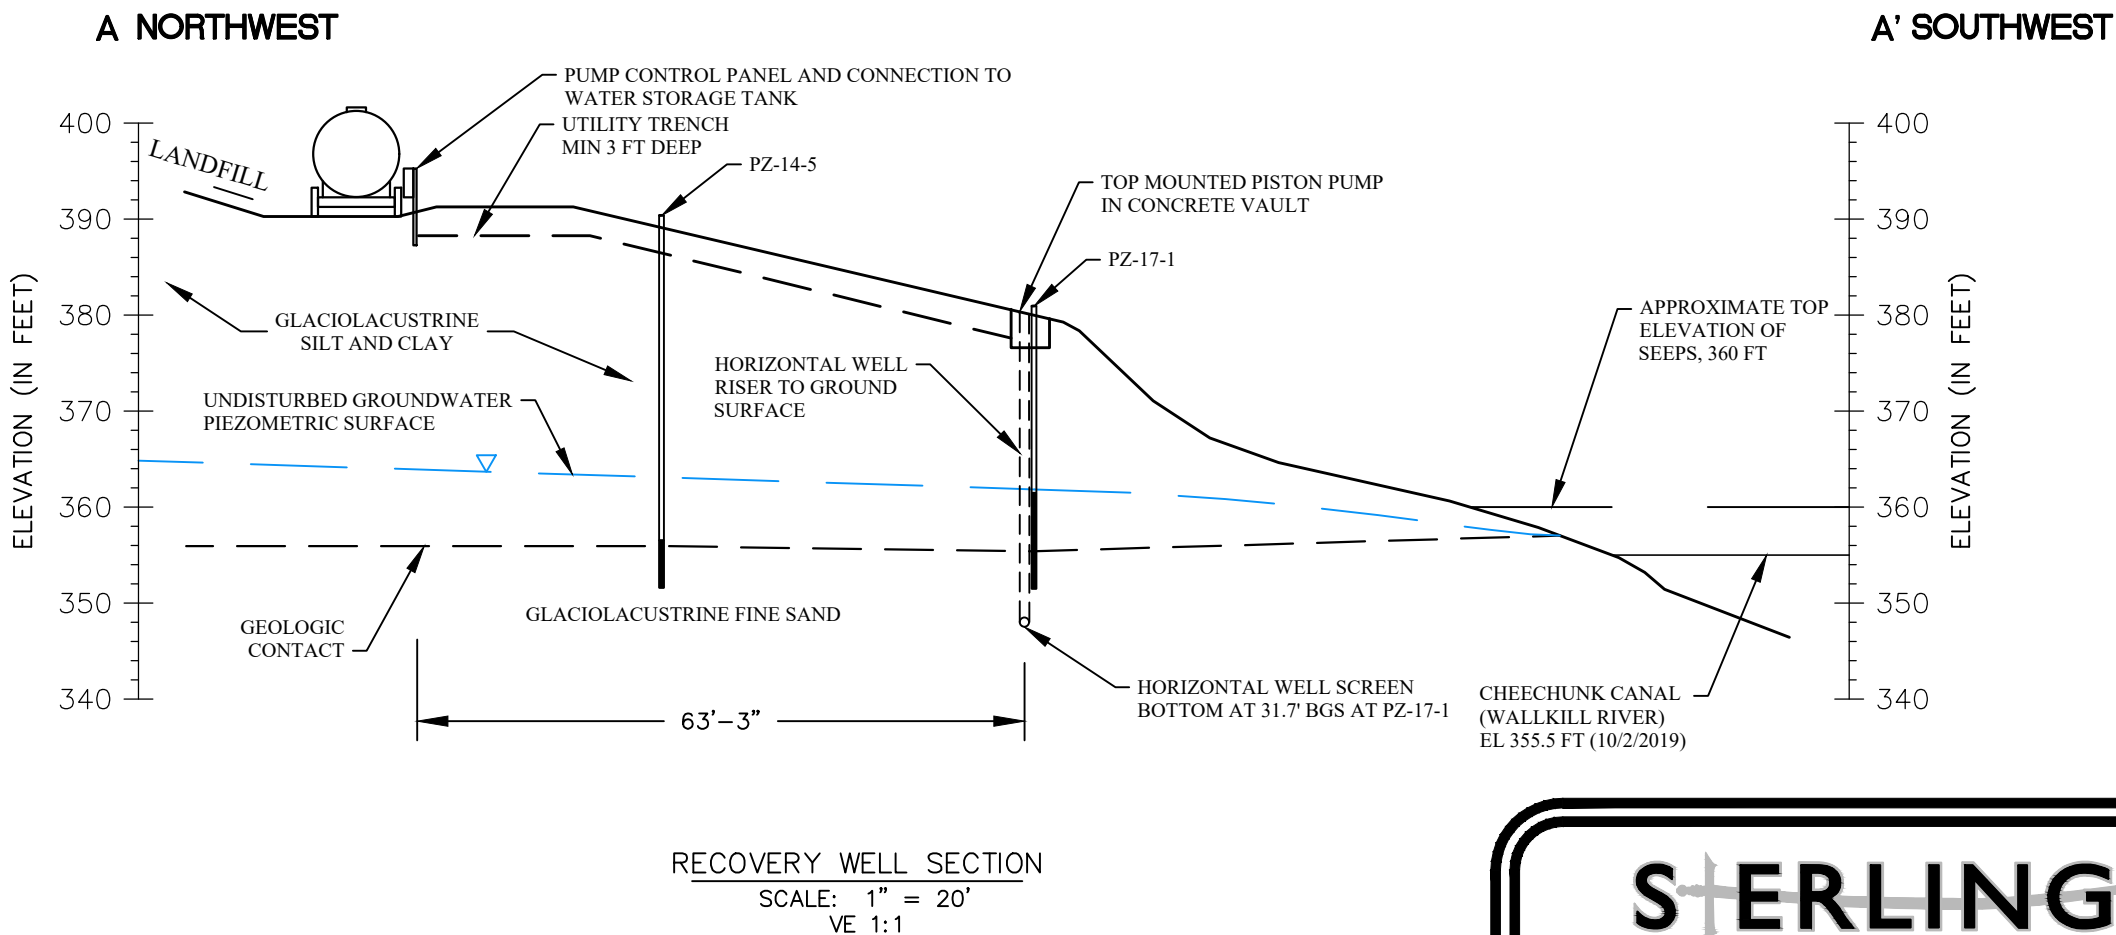 A NORTHWEST
A' SOUTHWEST
PUMP CONTROL PANEL AND CONNECTION TO
WATER STORAGE TANK
UTILITY TRENCH
MIN 3 FT DEEP
PZ-14-5
LANDFILL
TOP MOUNTED PISTON PUMP
IN CONCRETE VAULT
PZ-17-1
400
390
380
370
360
350
340
ELEVATION (IN FEET)
GLACIOLACUSTRINE
SILT AND CLAY
UNDISTURBED GROUNDWATER
PIEZOMETRIC SURFACE
HORIZONTAL WELL
RISER TO GROUND
SURFACE
APPROXIMATE TOP
ELEVATION OF
SEEPS, 360 FT
400
390
380
370
360
350
340
ELEVATION (IN FEET)
GEOLOGIC
CONTACT
GLACIOLACUSTRINE FINE SAND
63'-3"
HORIZONTAL WELL SCREEN
BOTTOM AT 31.7' BGS AT PZ-17-1
CHEECHUNK CANAL
(WALLKILL RIVER)
EL 355.5 FT (10/2/2019)
RECOVERY WELL SECTION
SCALE: 1" = 20'
VE 1:1
STERLING